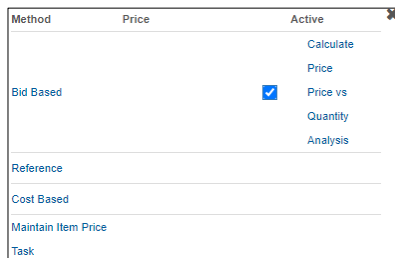 Method Price Active
Calculate
Price
Bid Based Price vs
Quantity
Analysis
Reference
Cost Based
Maintain Item Price
Task